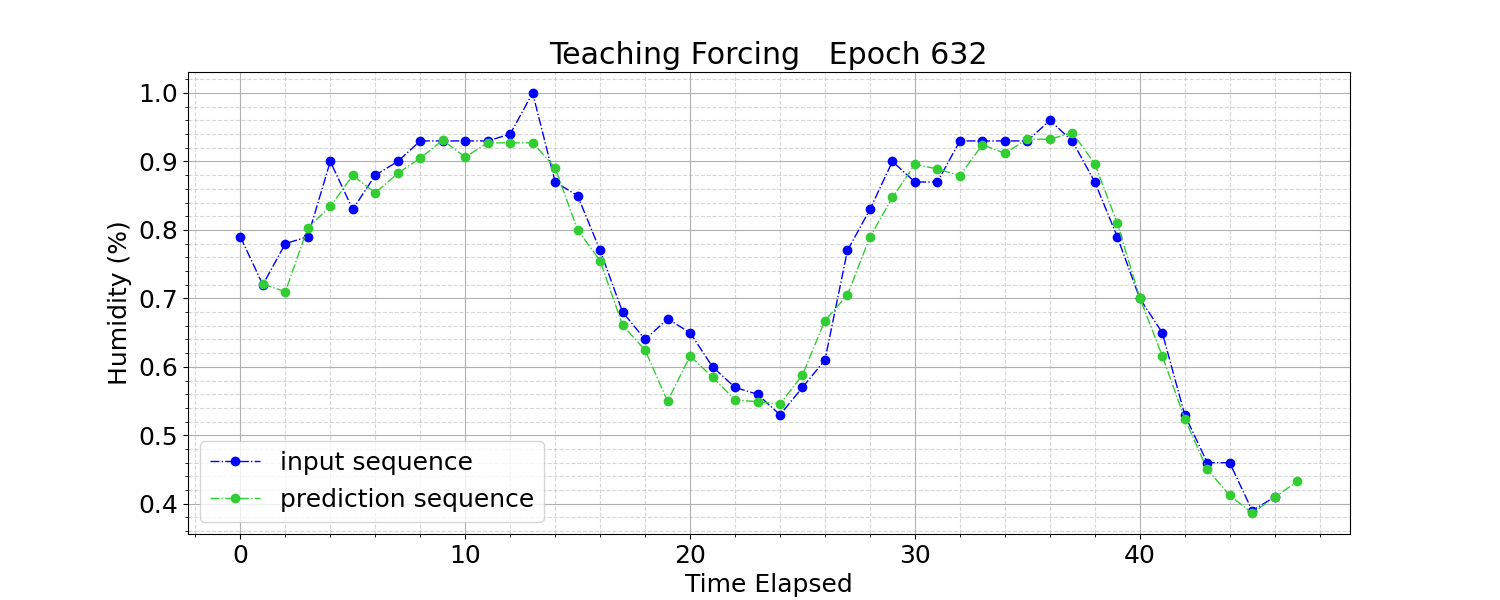 Teaching Forcing   Epoch 632
Humidity (%)
1.0
0.9
0.8
0.7
0.6
0.5
0.4
input sequence
prediction sequence
0 10 20 30 40
Time Elapsed